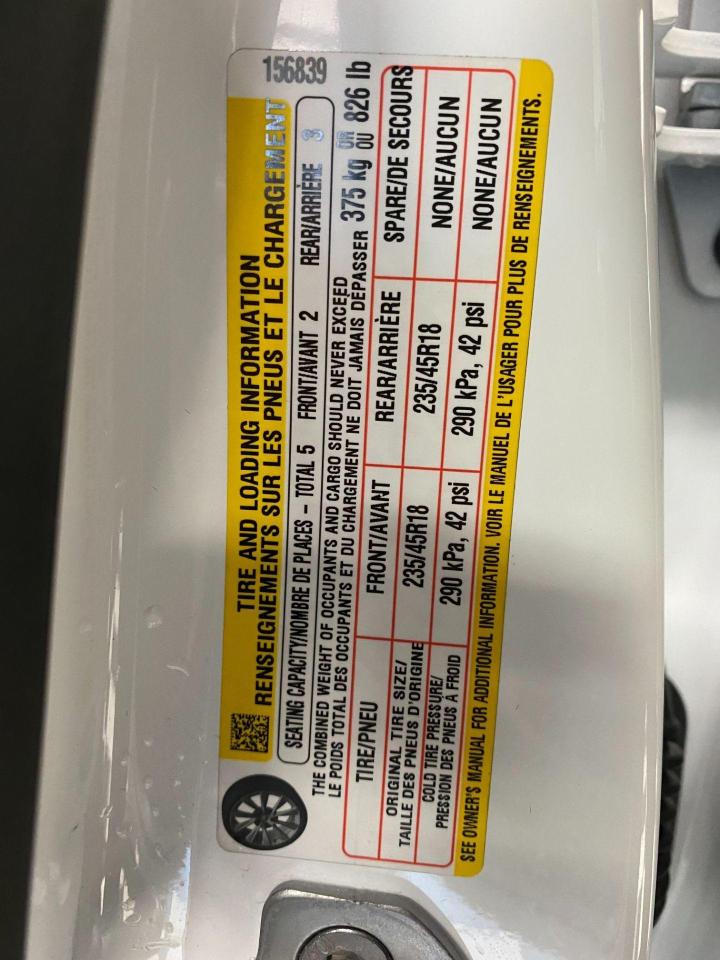 156839
TIRE AND LOADING INFORMATION
RENSEIGNEMENTS SUR LES PNEUS ET LE CHARGEMENT
SEATING CAPACITY/NOMBRE DE PLACES – TOTAL 5 FRONT/AVANT 2 REAR/ARRIÈRE 3
THE COMBINED WEIGHT OF OCCUPANTS AND CARGO SHOULD NEVER EXCEED
LE POIDS TOTAL DES OCCUPANTS ET DU CHARGEMENT NE DOIT JAMAIS DÉPASSER 375 kg OR OU 826 lb
TIRE/PNEU FRONT/AVANT REAR/ARRIÈRE SPARE/DE SECOURS
ORIGINAL TIRE SIZE/
TAILLE DES PNEUS D'ORIGINE 235/45R18 235/45R18 NONE/AUCUN
COLD TIRE PRESSURE/
PRESSION DES PNEUS À FROID 290 kPa, 42 psi 290 kPa, 42 psi NONE/AUCUN
SEE OWNER'S MANUAL FOR ADDITIONAL INFORMATION. VOIR LE MANUEL DE L'USAGER POUR PLUS DE RENSEIGNEMENTS.